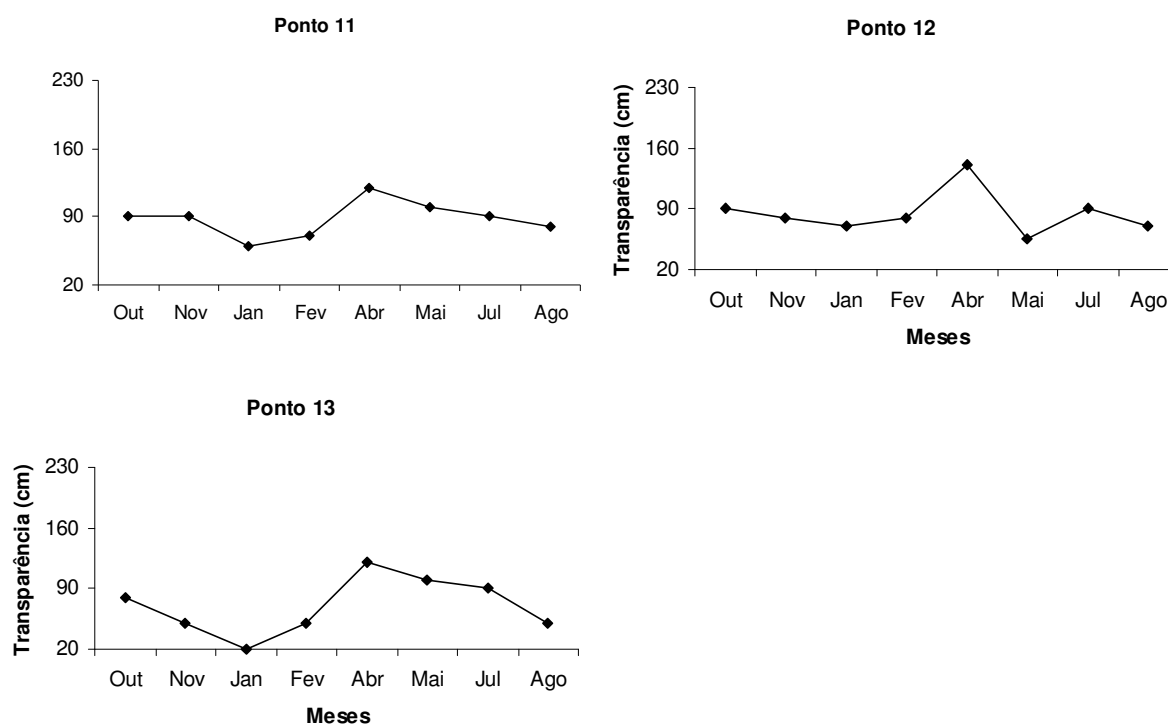 Ponto 11
230
160
90
20
Out Nov Jan Fev Abr Mai Jul Ago
Ponto 12
Transparência (cm)
230
160
90
20
Out Nov Jan Fev Abr Mai Jul Ago
Meses
Ponto 13
Transparência (cm)
230
160
90
20
Out Nov Jan Fev Abr Mai Jul Ago
Meses